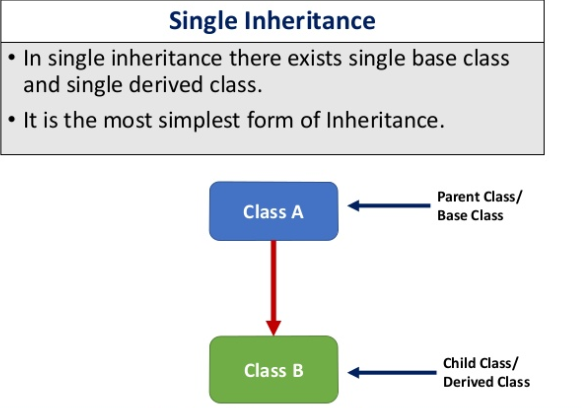 Single Inheritance
• In single inheritance there exists single base class
and single derived class.
• It is the most simplest form of Inheritance.
Class A
Parent Class/
Base Class
Class B
Child Class/
Derived Class